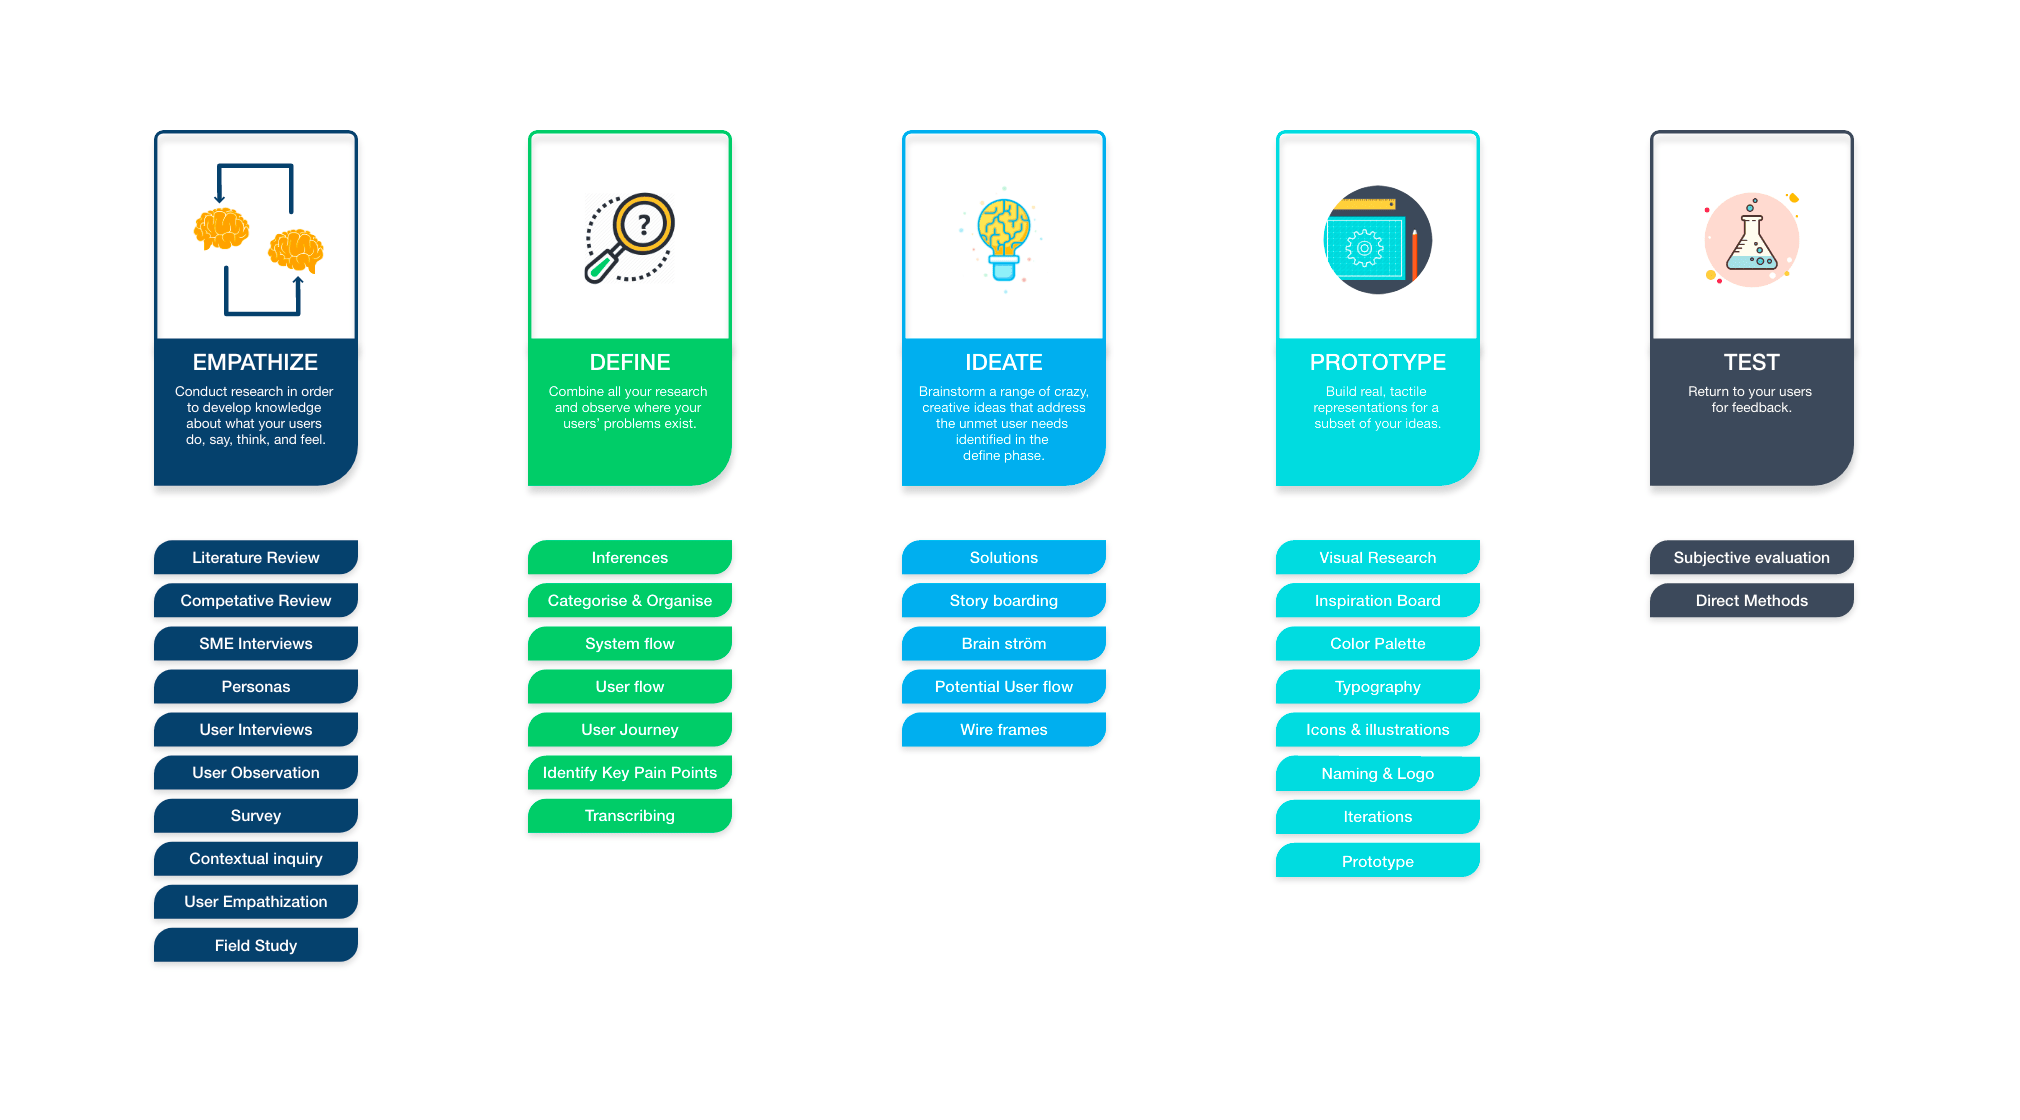 EMPATHIZE
Conduct research in order
to develop knowledge
about what your users
do, say, think, and feel.
Literature Review
Competative Review
SME Interviews
Personas
User Interviews
User Observation
Survey
Contextual inquiry
User Empathization
Field Study
?
DEFINE
Combine all your research
and observe where your
users’ problems exist.
Inferences
Categorise & Organise
System flow
User flow
User Journey
Identify Key Pain Points
Transcribing
IDEATE
Brainstorm a range of crazy,
creative ideas that address
the unmet user needs
identified in the
define phase.
Solutions
Story boarding
Brain ström
Potential User flow
Wire frames
PROTOTYPE
Build real, tactile
representations for a
subset of your ideas.
Visual Research
Inspiration Board
Color Palette
Typography
Icons & illustrations
Naming & Logo
Iterations
Prototype
TEST
Return to your users
for feedback.
Subjective evaluation
Direct Methods